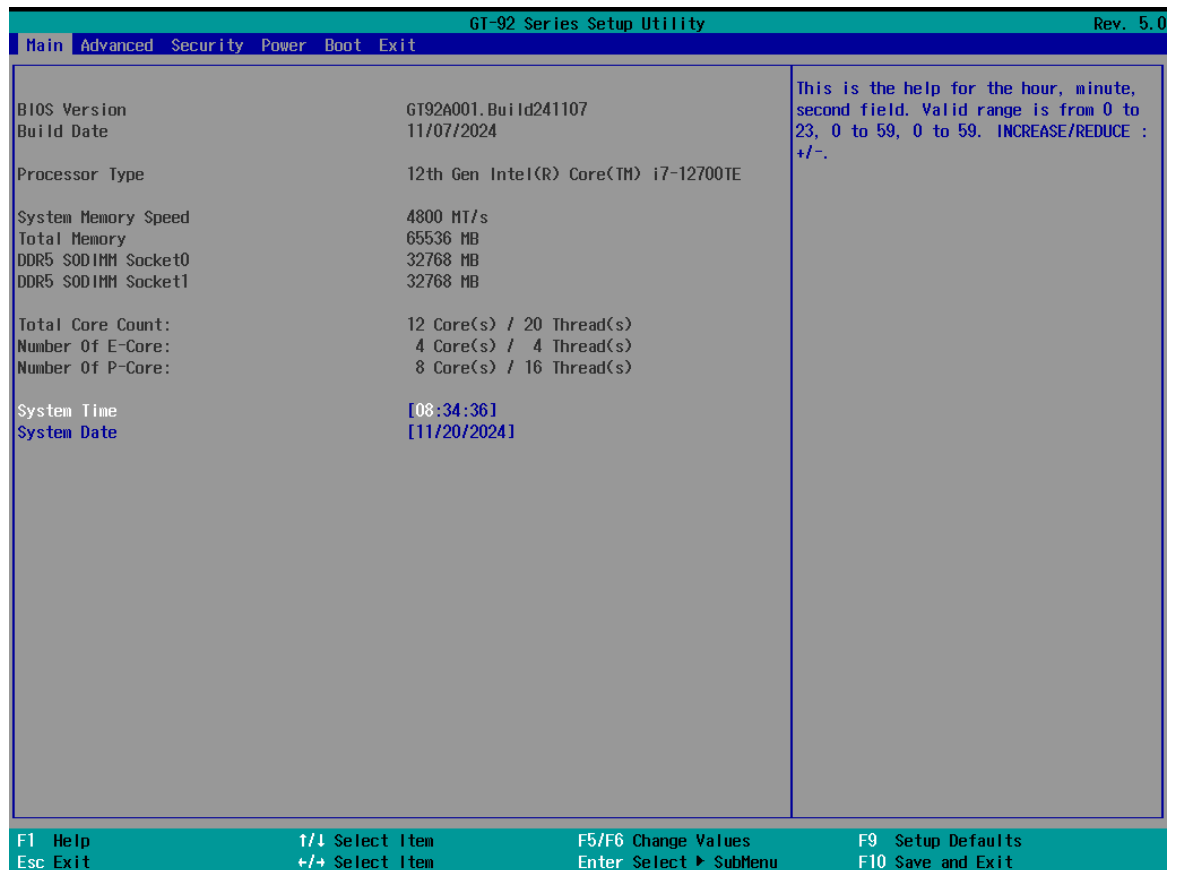 GT-92 Series Setup Utility Rev. 5.0
Main Advanced Security Power Boot Exit
BIOS Version GT92A001.Build241107
Build Date 11/07/2024
Processor Type 12th Gen Intel(R) Core(TM) i7-12700TE
System Memory Speed 4800 MT/s
Total Memory 65536 MB
DDR5 SODIMM Socket0 32768 MB
DDR5 SODIMM Socket1 32768 MB
Total Core Count: 12 Core(s) / 20 Thread(s)
Number Of E-Core: 4 Core(s) / 4 Thread(s)
Number Of P-Core: 8 Core(s) / 16 Thread(s)
System Time [08:34:36]
System Date [11/20/2024]
This is the help for the hour, minute,
second field. Valid range is from 0 to
23, 0 to 59, 0 to 59. INCREASE/REDUCE :
+/-.
F1 Help ↑/↓ Select Item F5/F6 Change Values F9 Setup Defaults
Esc Exit ←/→ Select Item Enter Select ▶ SubMenu F10 Save and Exit